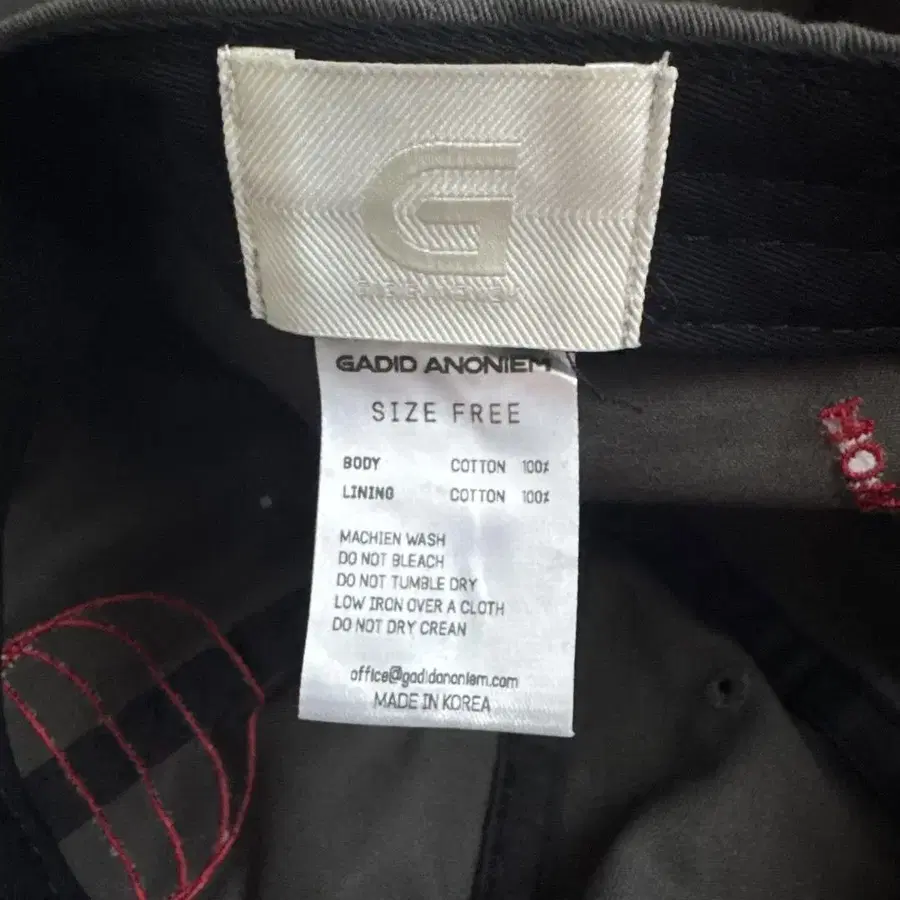 G
GADID ANONIEM
SIZE FREE
BODY COTTON 100%
LINING COTTON 100%
MACHIEN WASH
DO NOT BLEACH
DO NOT TUMBLE DRY
LOW IRON OVER A CLOTH
DO NOT DRY CREAN
office@gadidanoniem.com
MADE IN KOREA